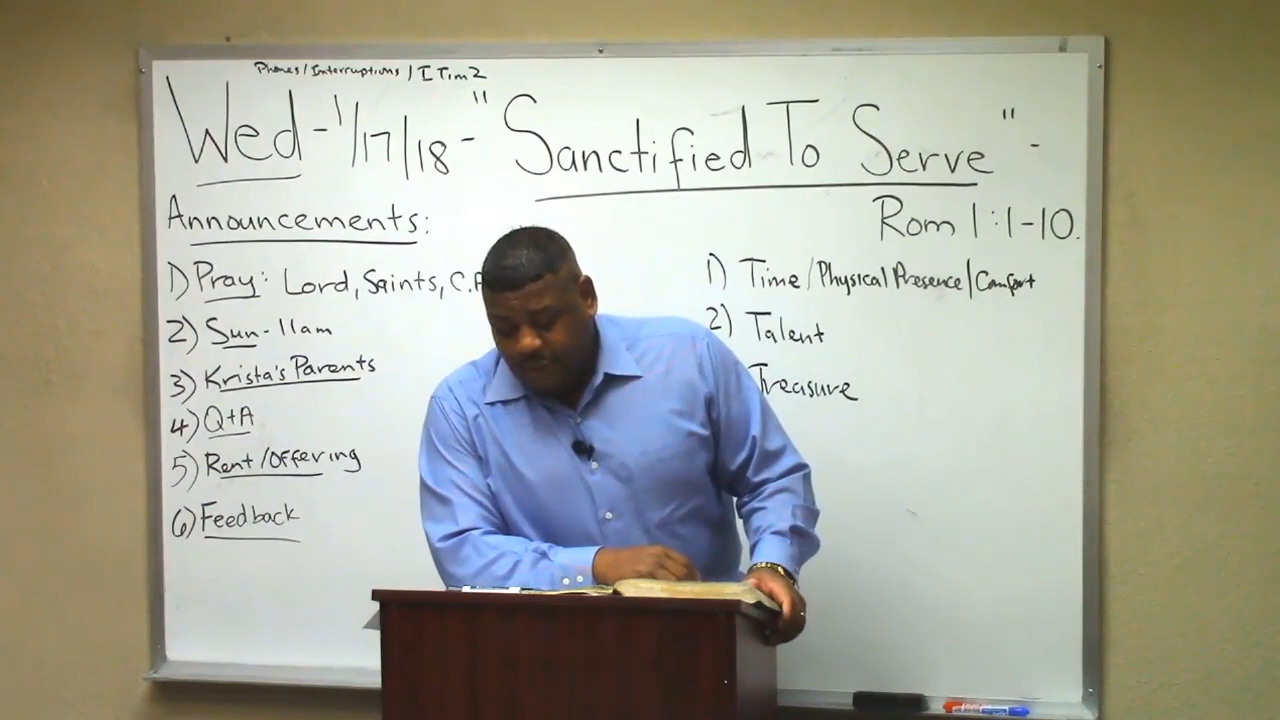 Phones/Interruptions/I Tim 2
Wed - 1/17/18 - "Sanctified To Serve" -
Rom 1:1-10.
Announcements:
1) Pray: Lord, Saints, C.
2) Sun - 11am
3) Krista's Parents
4) Q+A
5) Rent/Offering
6) Feedback
1) Time/Physical Presence/Comfort
2) Talent
Treasure